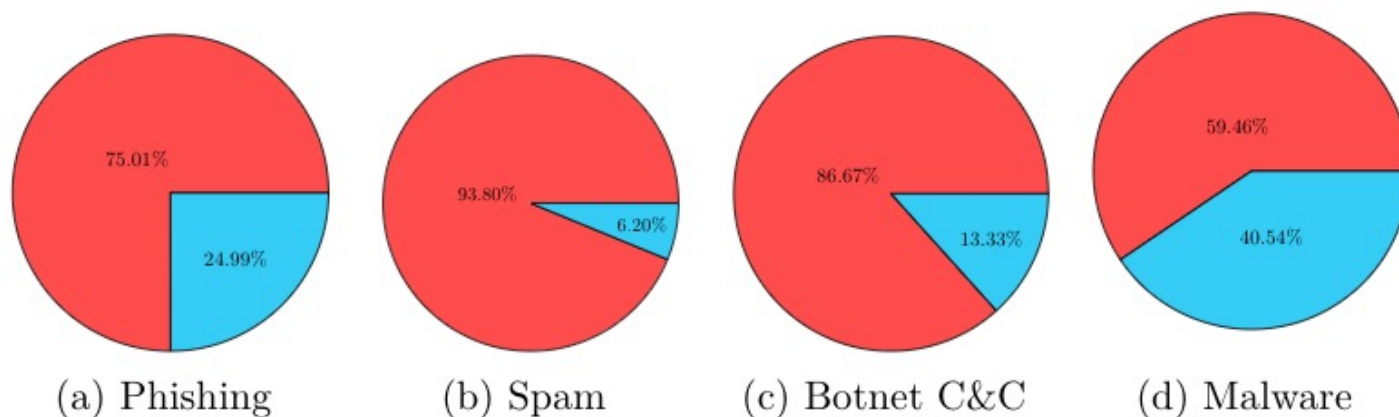 75.01%
24.99%
(a) Phishing
93.80%
6.20%
(b) Spam
86.67%
13.33%
(c) Botnet C&C
59.46%
40.54%
(d) Malware